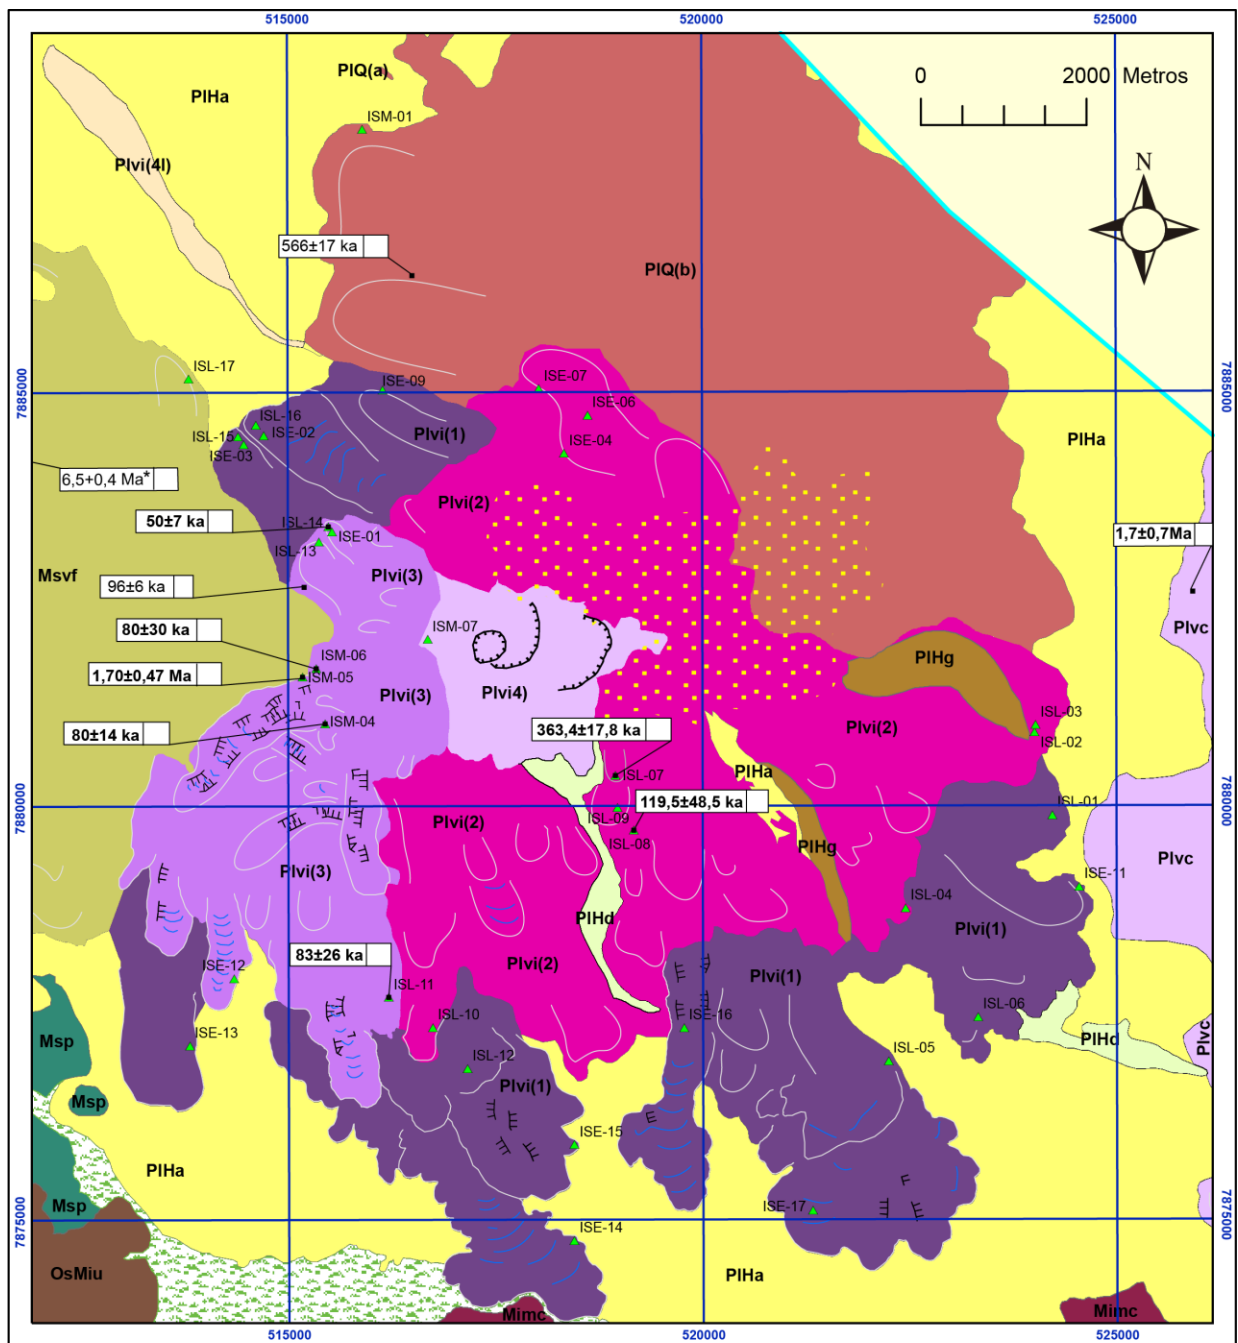 515000 520000 525000
0 2000 Metros
PlQ(a)
PlHa
ISM-01
Plvi(4l)
N
566±17 ka
PlQ(b)
ISL-17
ISE-09
ISE-07
7885000 7885000
ISE-06
ISL-16
ISL-15 ISE-02
Plvi(1)
PlHa
ISE-03
ISE-04
6,5+0,4 Ma*
Plvi(2)
50±7 ka
ISL-14
ISE-01
1,7±0,7Ma
ISL-13
Msvf
Plvi(3)
96±6 ka
80±30 ka
ISM-07
Plvc
ISM-06
PlHg
1,70±0,47 Ma
ISM-05
Plvi(3)
Plvi4)
ISM-04
ISL-03
80±14 ka
363,4±17,8 ka
Plvi(2)
ISL-02
PlHa
ISL-07
119,5±48,5 ka
ISL-01
7880000 7880000
Plvi(2)
ISL-09
ISL-08
PlHg
Plvi(3)
Plvc
ISE-11
ISL-04
PlHd
Plvi(1)
83±26 ka
Plvi(2)
ISE-12
Plvi(1)
ISL-11
ISL-06
ISL-10
ISE-16
Msp
ISE-13
PlHd
Plvc
ISL-05
ISL-12
Plvi(1)
Msp
ISE-15
PlHa
Msp
ISE-17
7875000 7875000
ISE-14
OsMiu
PlHa
Mimc
Mimc
515000 520000 525000